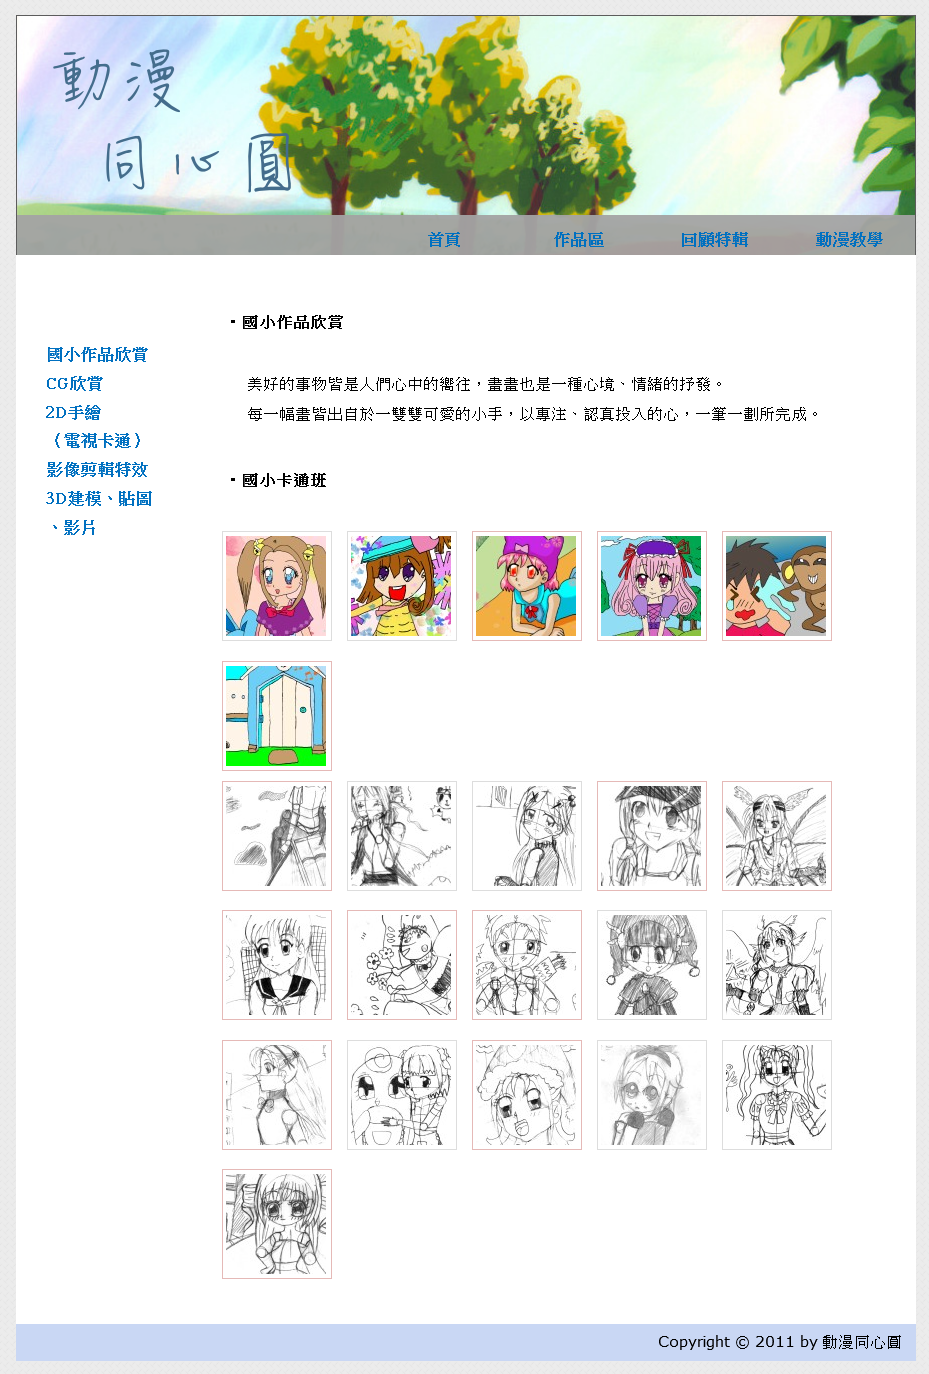 動漫
同心圓
首頁 作品區 回顧特輯 動漫教學
・國小作品欣賞
國小作品欣賞
CG欣賞
2D手繪
（電視卡通）
影像剪輯特效
3D建模、貼圖
、影片
美好的事物皆是人們心中的嚮往，畫畫也是一種心境、情緒的抒發。
每一幅畫皆出自於一雙雙可愛的小手，以專注、認真投入的心，一筆一劃所完成。
・國小卡通班
Copyright © 2011 by 動漫同心圓